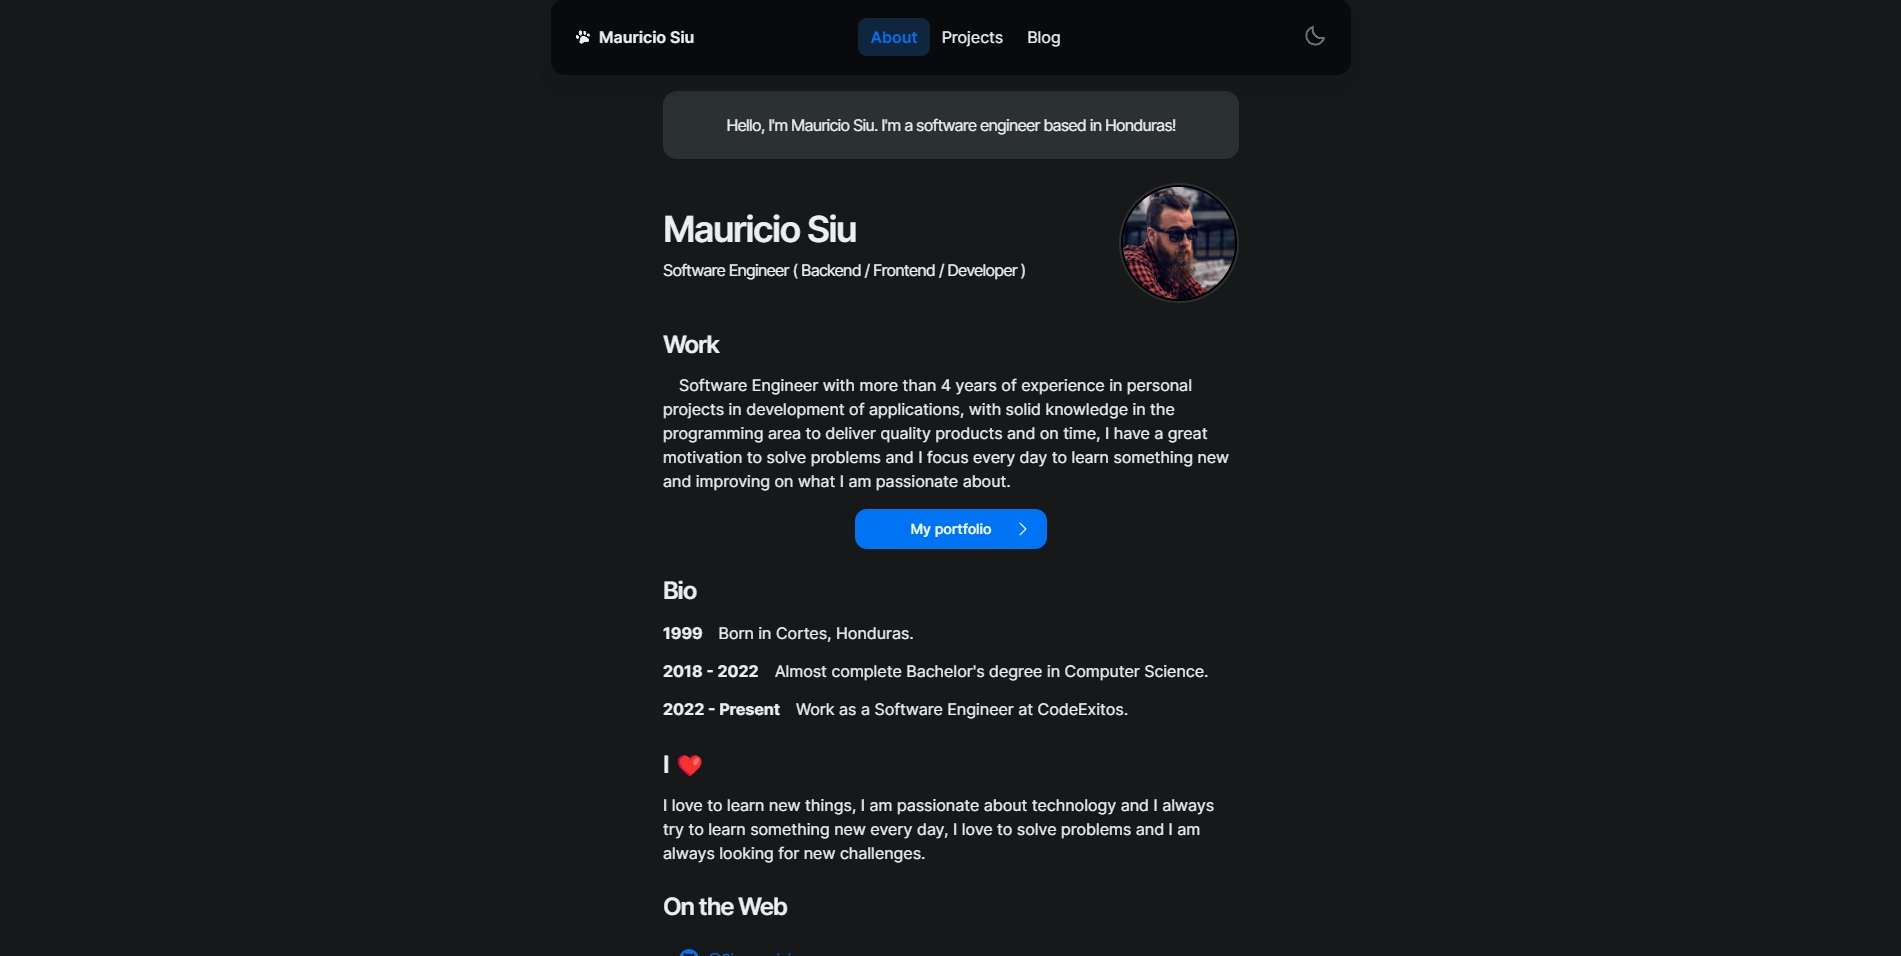 Mauricio Siu
About Projects Blog
Hello, I'm Mauricio Siu. I'm a software engineer based in Honduras!
Mauricio Siu
Software Engineer ( Backend / Frontend / Developer )
Work
Software Engineer with more than 4 years of experience in personal
projects in development of applications, with solid knowledge in the
programming area to deliver quality products and on time, I have a great
motivation to solve problems and I focus every day to learn something new
and improving on what I am passionate about.
My portfolio
Bio
1999 Born in Cortes, Honduras.
2018 - 2022 Almost complete Bachelor's degree in Computer Science.
2022 - Present Work as a Software Engineer at CodeExitos.
I ❤️
I love to learn new things, I am passionate about technology and I always
try to learn something new every day, I love to solve problems and I am
always looking for new challenges.
On the Web